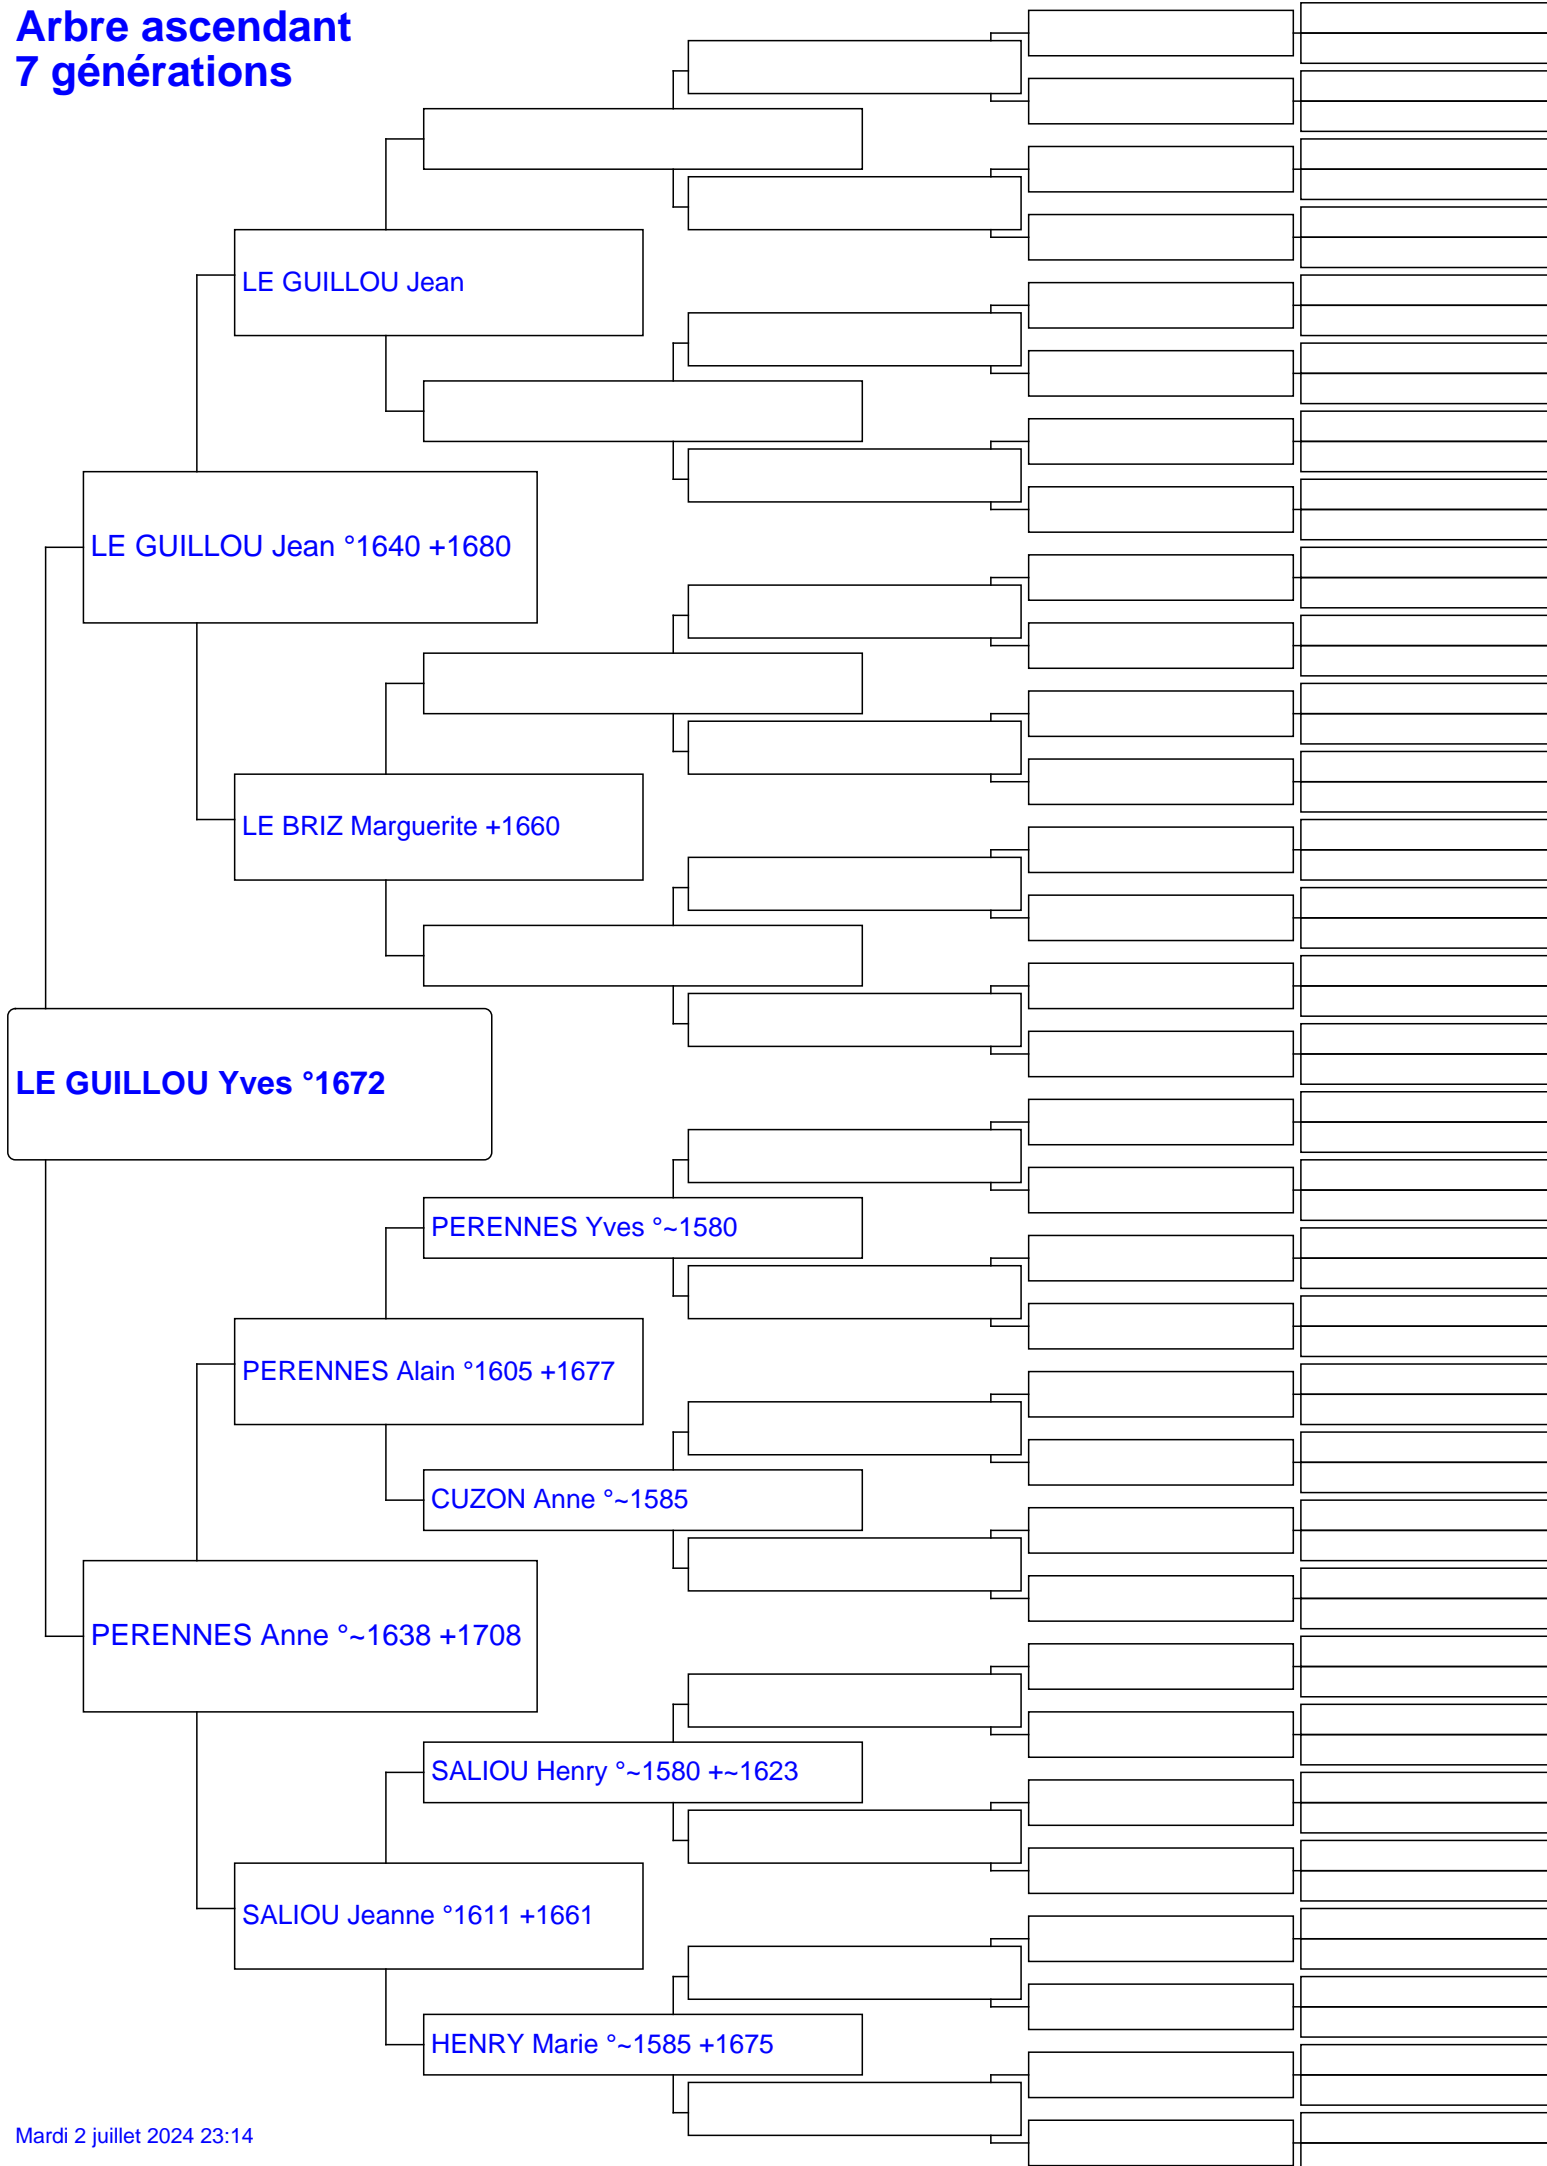 Arbre ascendant
7 générations
LE GUILLOU Jean
LE GUILLOU Jean °1640 +1680
LE BRIZ Marguerite +1660
LE GUILLOU Yves °1672
PERENNES Yves °~1580
PERENNES Alain °1605 +1677
CUZON Anne °~1585
PERENNES Anne °~1638 +1708
SALIOU Henry °~1580 +~1623
SALIOU Jeanne °1611 +1661
HENRY Marie °~1585 +1675
Mardi 2 juillet 2024 23:14